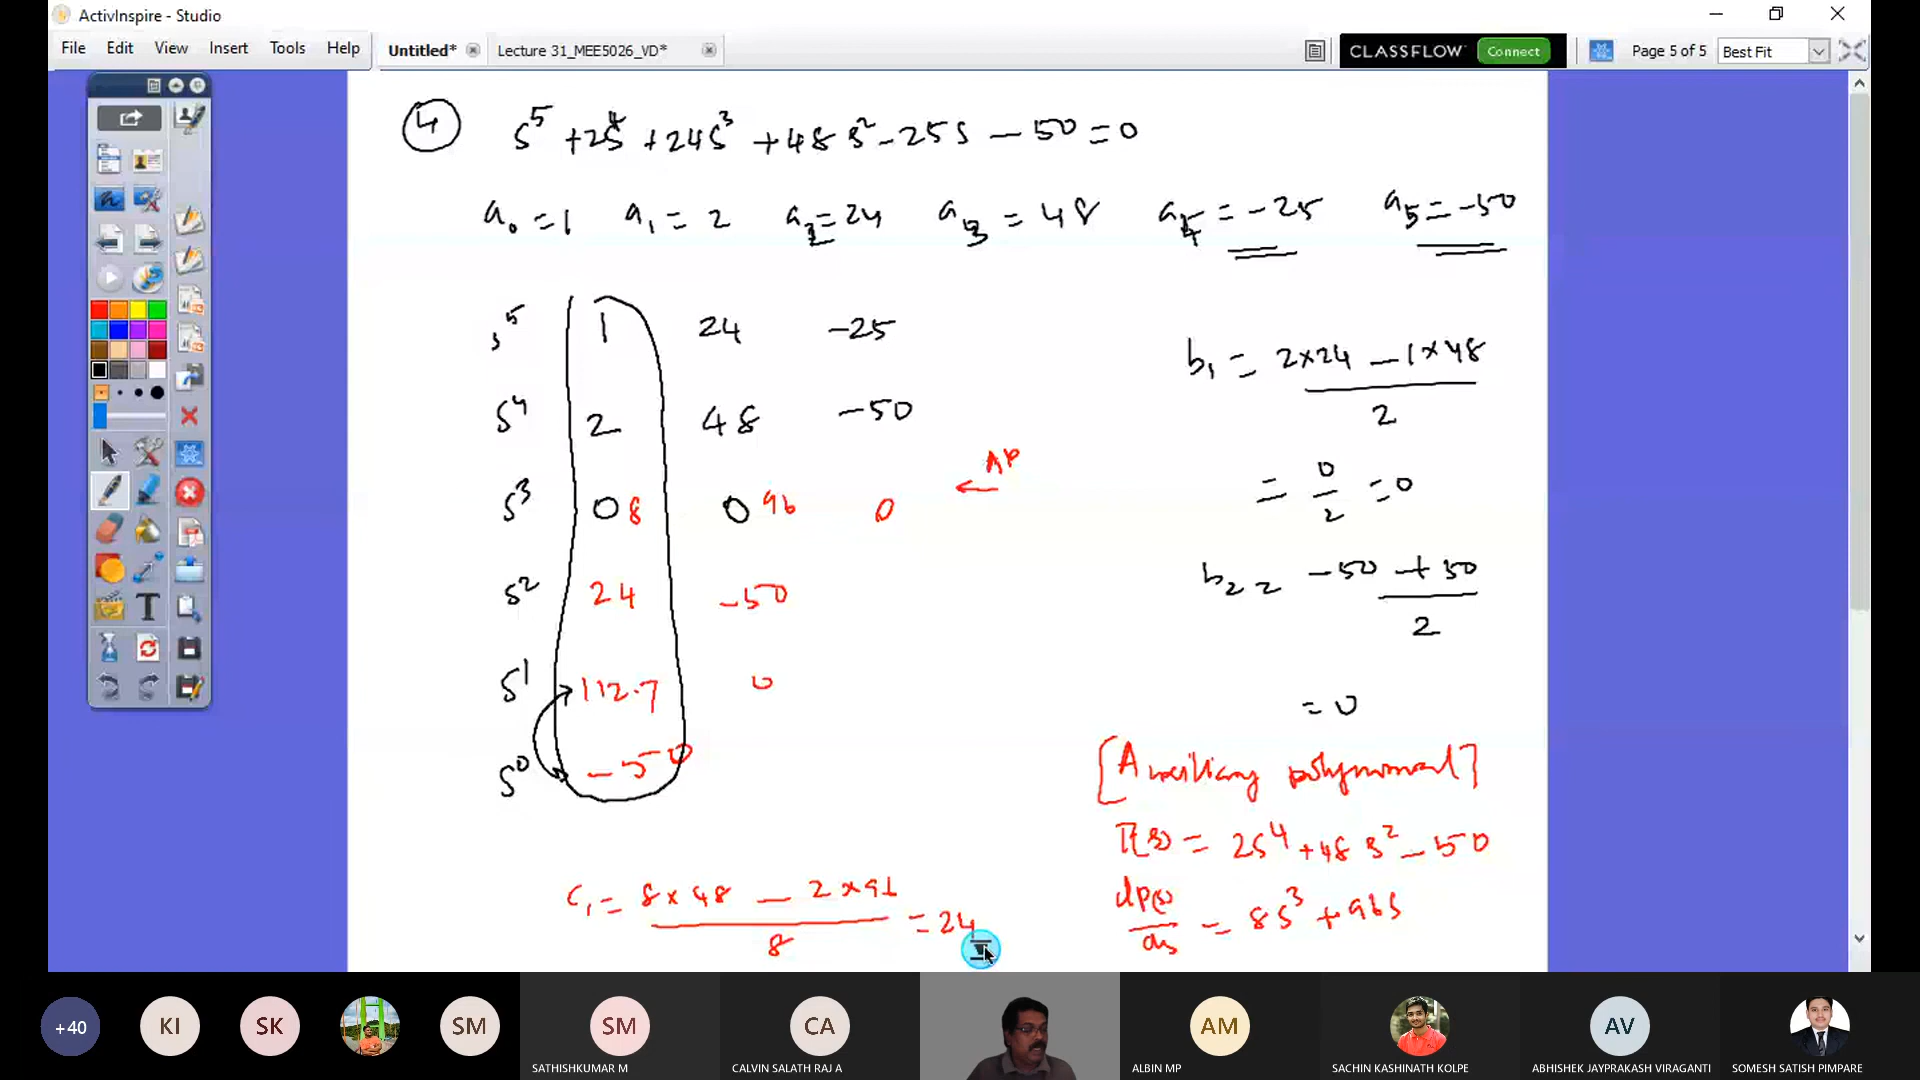 ActivInspire - Studio
File Edit View Insert Tools Help
Untitled* Lecture 31_MEE5026_VD*
CLASSFLOW Connect
Page 5 of 5 Best Fit
4 s⁵ + 2s⁴ + 24s³ + 48s² - 25s - 50 = 0
a₀ = 1 a₁ = 2 a₂ = 24 a₃ = 48 a₄ = -25 a₅ = -50
s⁵ 1 24 -25
s⁴ 2 48 -50
s³ 0 8 0 96 0 ← AP
s² 24 -50
s¹ 112.7 0
s⁰ -50
b₁ = 2×24 - 1×48 / 2
= 0/2 = 0
b₂ = -50 + 50 / 2
= 0
[Auxiliary polynomial]
P(s) = 2s⁴ + 48s² - 50
dP(s)/ds = 8s³ + 96s
c₁ = 8×48 - 2×96 / 8 = 24
+40 KI SK SM SM CA AM AV
SATHISHKUMAR M CALVIN SALATH RAJ A ALBIN MP SACHIN KASHINATH KOLPE ABHISHEK JAYPRAKASH VIRAGANTI SOMESH SATISH PIMPARE